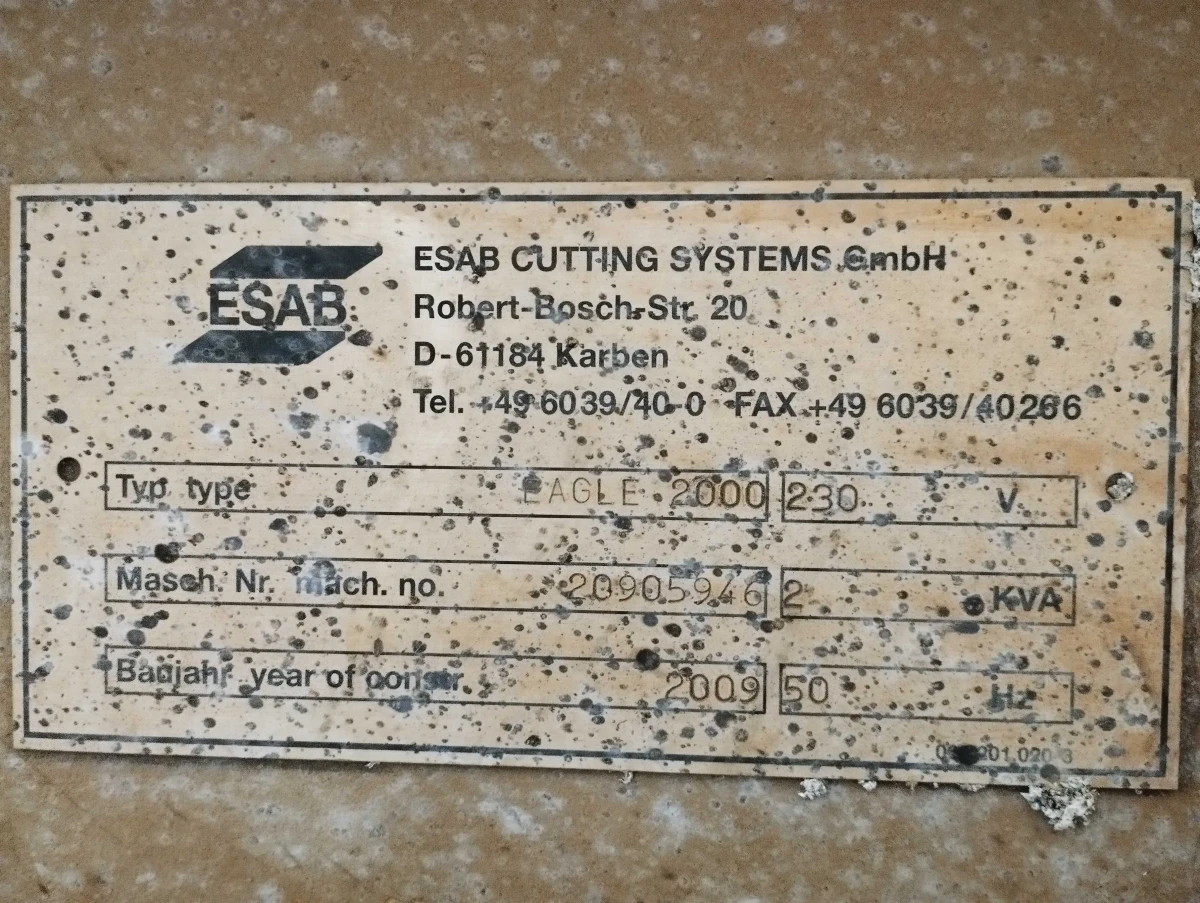 ESAB
ESAB CUTTING SYSTEMS GmbH
Robert-Bosch-Str. 20
D-61184 Karben
Tel. +49 6039/40-0 FAX +49 6039/40266
Typ type EAGLE 2000 230 V
Masch. Nr. mach. no. 20905946 2 KVA
Baujahr year of constr. 2009 50 Hz